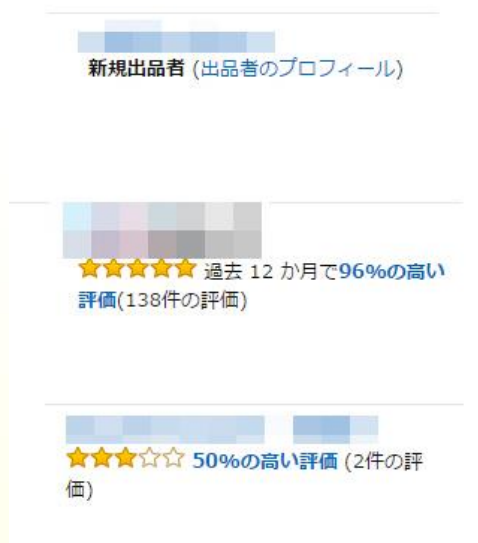 新規出品者 (出品者のプロフィール)
過去 12 か月で96%の高い
評価(138件の評価)
50%の高い評価 (2件の評
価)